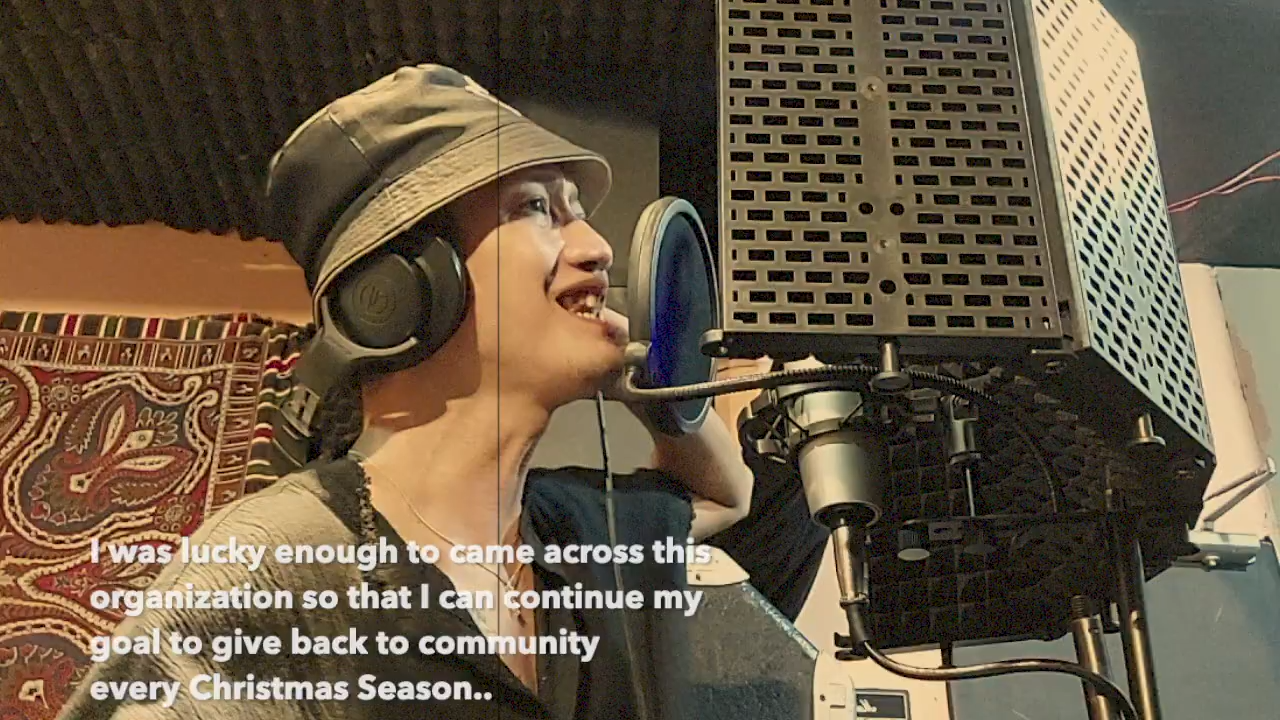 I was lucky enough to came across this
organization so that I can continue my
goal to give back to community
every Christmas Season..